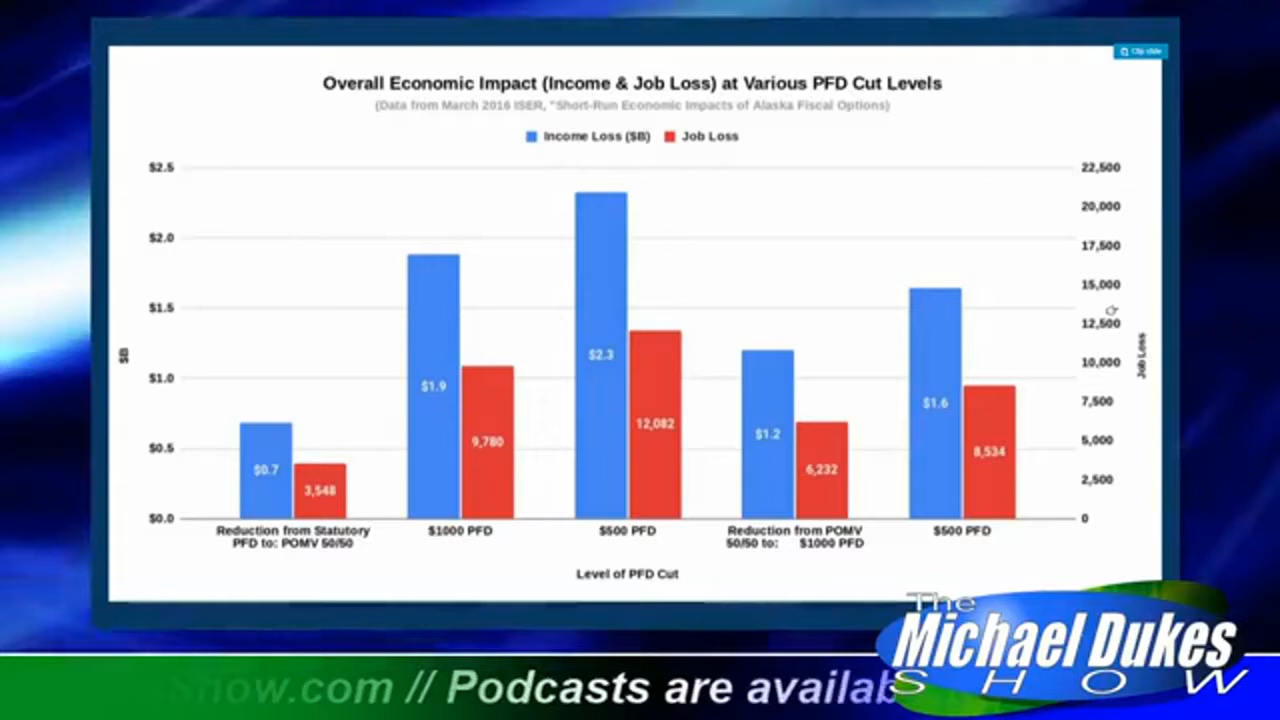 Clip slide
Overall Economic Impact (Income & Job Loss) at Various PFD Cut Levels
(Data from March 2016 ISER, "Short-Run Economic Impacts of Alaska Fiscal Options)
Income Loss ($B) Job Loss
$2.5
$2.0
$1.5
$1.0
$0.5
$0.0
$B
22,500
20,000
17,500
15,000
12,500
10,000
7,500
5,000
2,500
0
Job Loss
$0.7 3,548
$1.9 9,780
$2.3 12,082
$1.2 6,232
$1.6 8,534
Reduction from Statutory
PFD to: POMV 50/50
$1000 PFD
$500 PFD
Reduction from POMV
50/50 to: $1000 PFD
$500 PFD
Level of PFD Cut
The
Michael Dukes
SHOW
Show.com // Podcasts are availab